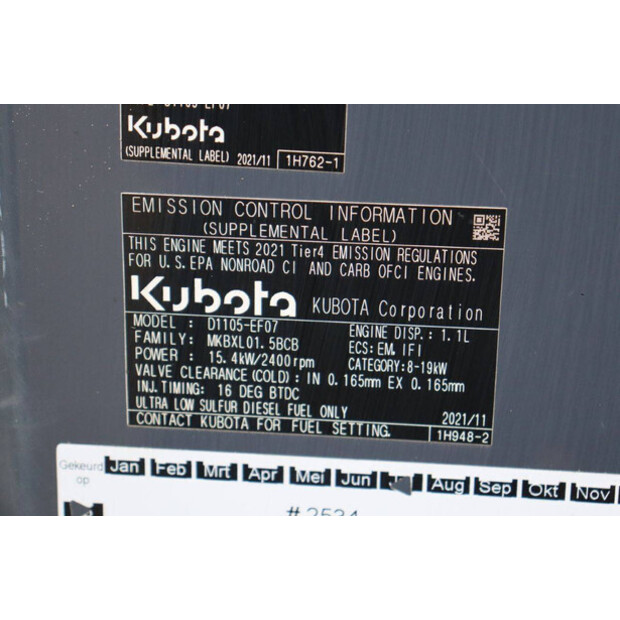 D1105-EF07
Kubota
(SUPPLEMENTAL LABEL) 2021/11 1H762-1
EMISSION CONTROL INFORMATION
(SUPPLEMENTAL LABEL)
THIS ENGINE MEETS 2021 Tier4 EMISSION REGULATIONS
FOR U.S.EPA NONROAD CI AND CARB OFCI ENGINES.
Kubota KUBOTA Corporation
MODEL : D1105-EF07 ENGINE DISP.: 1.1L
FAMILY: MKBXL01.5BCB ECS:EM,IFI
POWER : 15.4kW/2400rpm CATEGORY:8-19kW
VALVE CLEARANCE(COLD): IN 0.165mm EX 0.165mm
INJ.TIMING: 16 DEG BTDC
ULTRA LOW SULFUR DIESEL FUEL ONLY 2021/11
CONTACT KUBOTA FOR FUEL SETTING. 1H948-2
Gekeurd op Jan Feb Mrt Apr Mei Jun Aug Sep Okt Nov